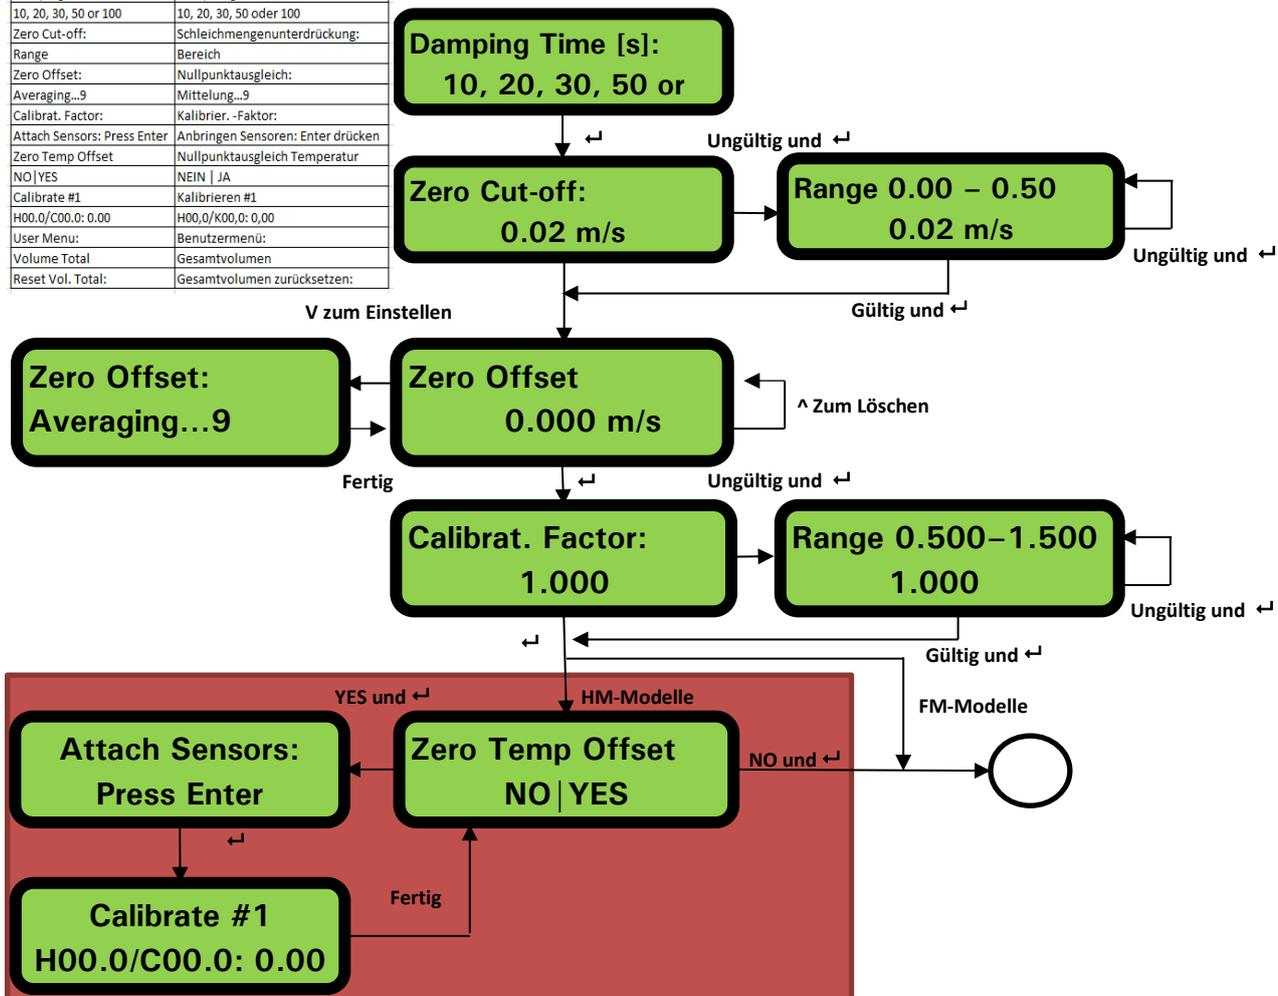 10, 20, 30, 50 or 100 10, 20, 30, 50 oder 100
Zero Cut-off: Schleichmengenunterdrückung:
Range Bereich
Zero Offset: Nullpunktausgleich:
Averaging...9 Mittelung...9
Calibrat. Factor: Kalibrier. -Faktor:
Attach Sensors: Press Enter Anbringen Sensoren: Enter drücken
Zero Temp Offset Nullpunktausgleich Temperatur
NO|YES NEIN | JA
Calibrate #1 Kalibrieren #1
H00.0/C00.0: 0.00 H00,0/K00,0: 0,00
User Menu: Benutzermenü:
Volume Total Gesamtvolumen
Reset Vol. Total: Gesamtvolumen zurücksetzen:
Damping Time [s]:
10, 20, 30, 50 or
↵
Ungültig und ↵
Zero Cut-off:
0.02 m/s
Range 0.00 – 0.50
0.02 m/s
Ungültig und ↵
Gültig und ↵
V zum Einstellen
Zero Offset:
Averaging...9
Zero Offset
0.000 m/s
^ Zum Löschen
Fertig
↵
Ungültig und ↵
Calibrat. Factor:
1.000
Range 0.500–1.500
1.000
Ungültig und ↵
↵
Gültig und ↵
YES und ↵
HM-Modelle
FM-Modelle
Attach Sensors:
Press Enter
Zero Temp Offset
NO|YES
NO und ↵
↵
Fertig
Calibrate #1
H00.0/C00.0: 0.00